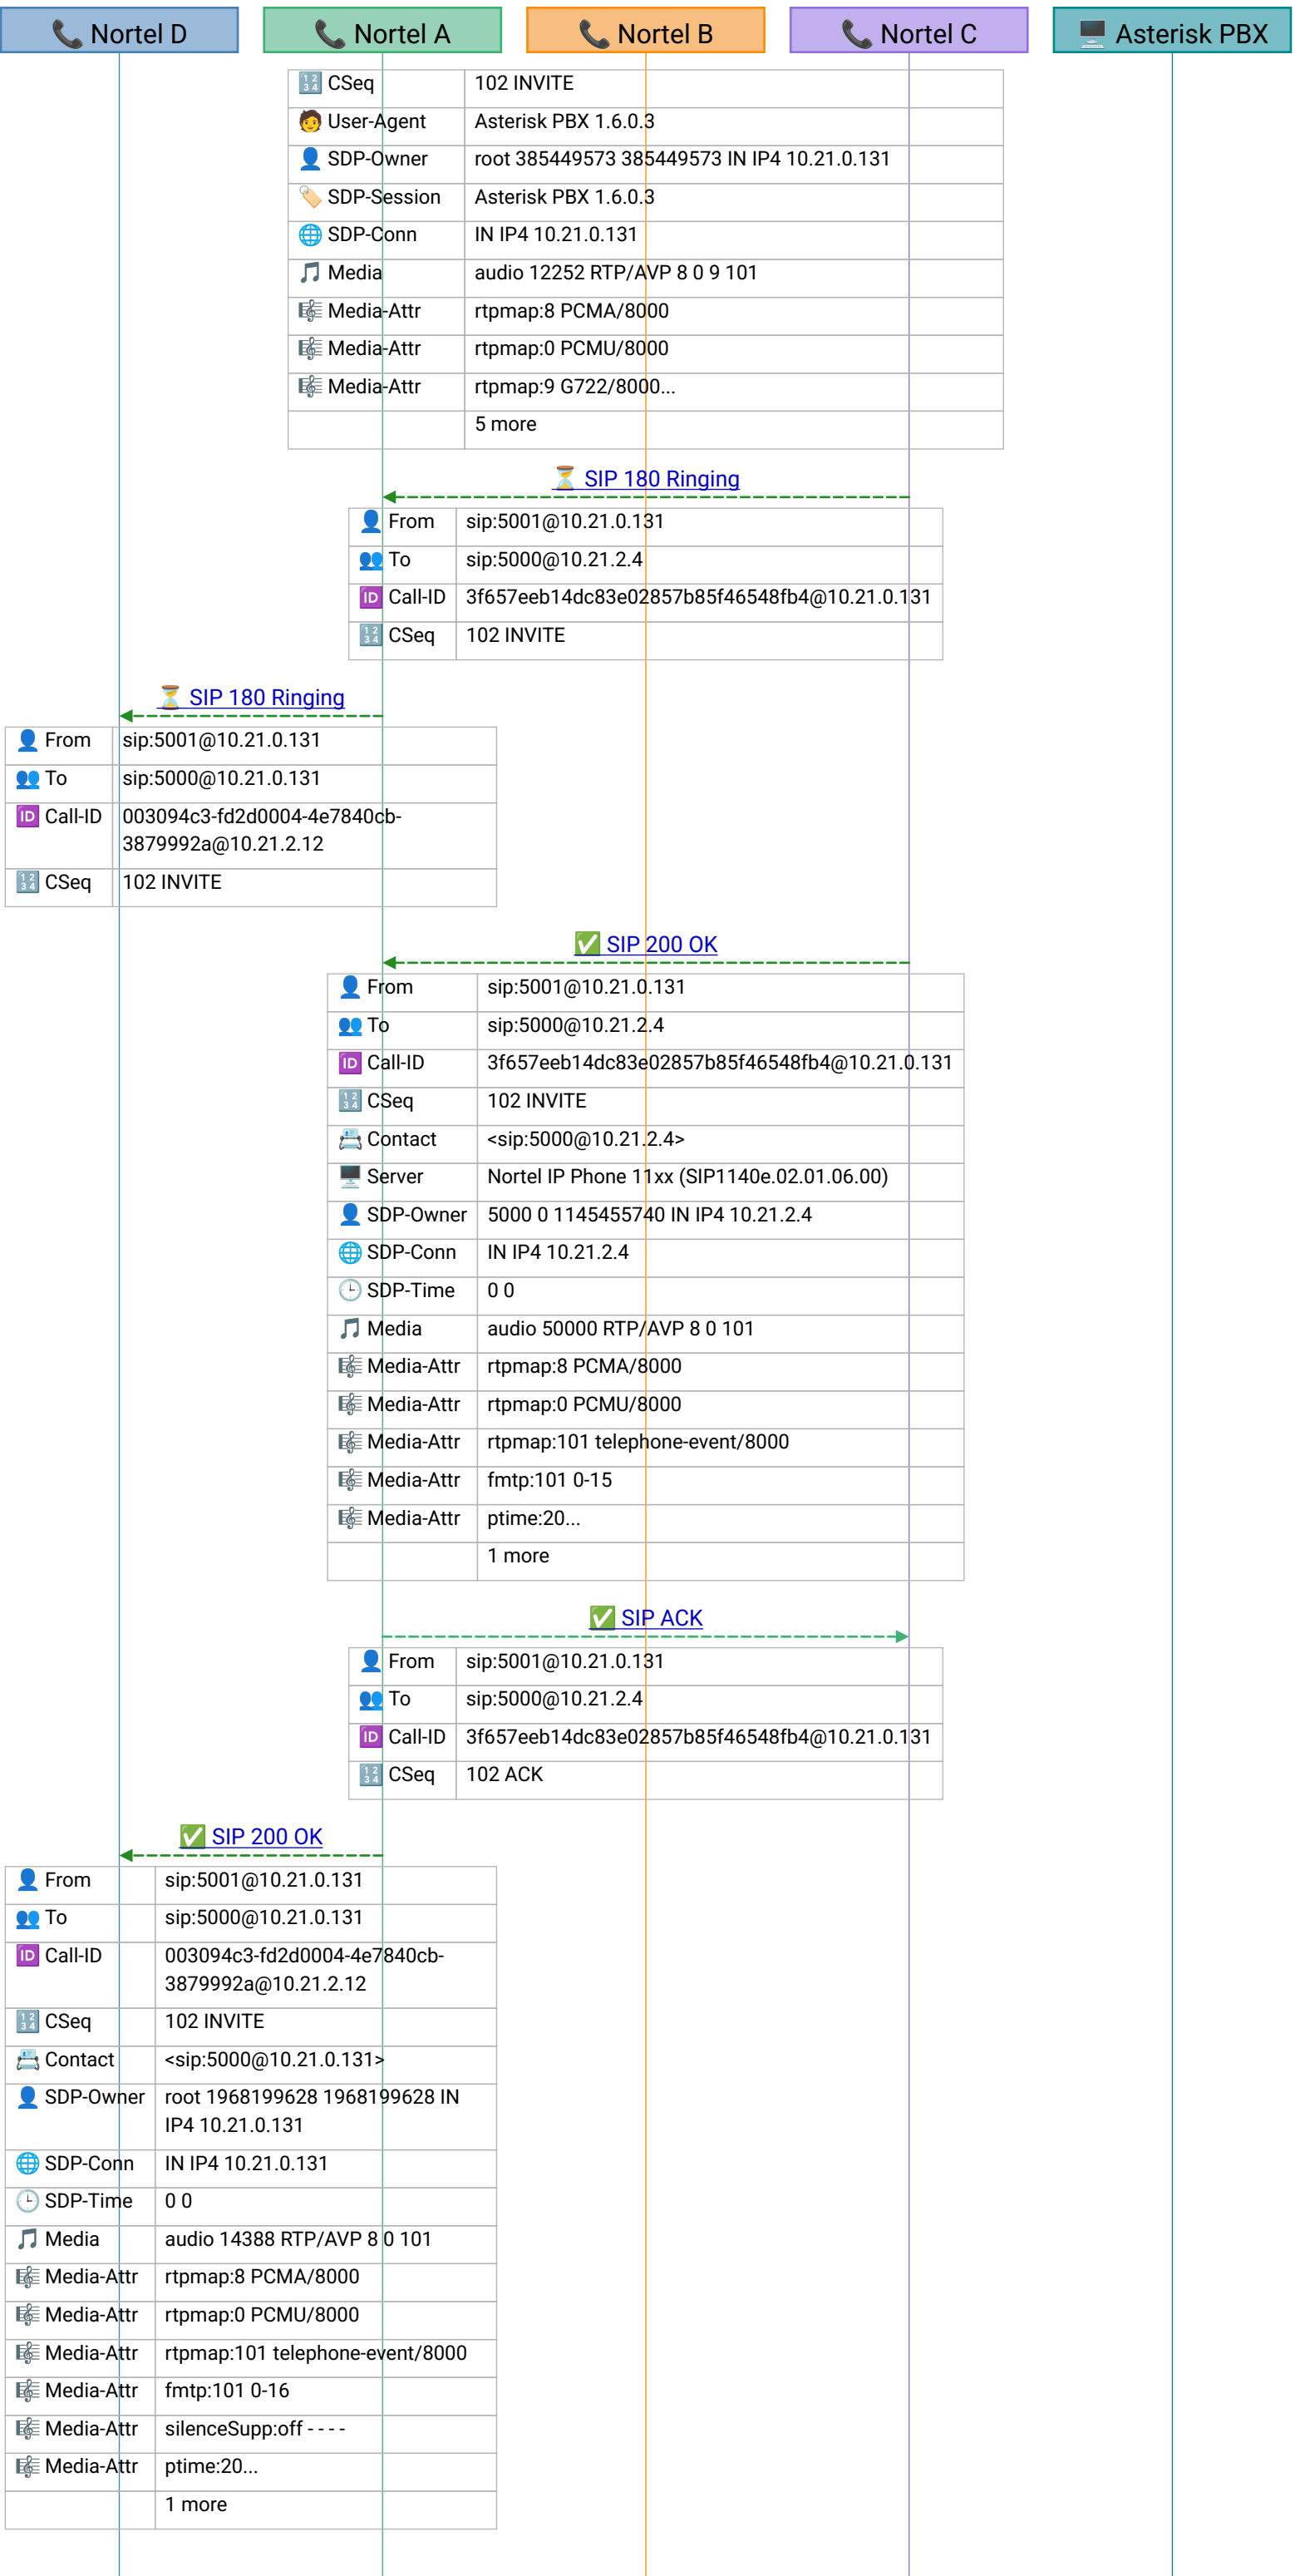 Nortel D
Nortel A
Nortel B
Nortel C
Asterisk PBX
CSeq 102 INVITE
User-Agent Asterisk PBX 1.6.0.3
SDP-Owner root 385449573 385449573 IN IP4 10.21.0.131
SDP-Session Asterisk PBX 1.6.0.3
SDP-Conn IN IP4 10.21.0.131
Media audio 12252 RTP/AVP 8 0 9 101
Media-Attr rtpmap:8 PCMA/8000
Media-Attr rtpmap:0 PCMU/8000
Media-Attr rtpmap:9 G722/8000...
5 more
SIP 180 Ringing
From sip:5001@10.21.0.131
To sip:5000@10.21.2.4
Call-ID 3f657eeb14dc83e02857b85f46548fb4@10.21.0.131
CSeq 102 INVITE
SIP 180 Ringing
From sip:5001@10.21.0.131
To sip:5000@10.21.0.131
Call-ID 003094c3-fd2d0004-4e7840cb-
3879992a@10.21.2.12
CSeq 102 INVITE
SIP 200 OK
From sip:5001@10.21.0.131
To sip:5000@10.21.2.4
Call-ID 3f657eeb14dc83e02857b85f46548fb4@10.21.0.131
CSeq 102 INVITE
Contact <sip:5000@10.21.2.4>
Server Nortel IP Phone 11xx (SIP1140e.02.01.06.00)
SDP-Owner 5000 0 1145455740 IN IP4 10.21.2.4
SDP-Conn IN IP4 10.21.2.4
SDP-Time 0 0
Media audio 50000 RTP/AVP 8 0 101
Media-Attr rtpmap:8 PCMA/8000
Media-Attr rtpmap:0 PCMU/8000
Media-Attr rtpmap:101 telephone-event/8000
Media-Attr fmtp:101 0-15
Media-Attr ptime:20...
1 more
SIP ACK
From sip:5001@10.21.0.131
To sip:5000@10.21.2.4
Call-ID 3f657eeb14dc83e02857b85f46548fb4@10.21.0.131
CSeq 102 ACK
SIP 200 OK
From sip:5001@10.21.0.131
To sip:5000@10.21.0.131
Call-ID 003094c3-fd2d0004-4e7840cb-
3879992a@10.21.2.12
CSeq 102 INVITE
Contact <sip:5000@10.21.0.131>
SDP-Owner root 1968199628 1968199628 IN
IP4 10.21.0.131
SDP-Conn IN IP4 10.21.0.131
SDP-Time 0 0
Media audio 14388 RTP/AVP 8 0 101
Media-Attr rtpmap:8 PCMA/8000
Media-Attr rtpmap:0 PCMU/8000
Media-Attr rtpmap:101 telephone-event/8000
Media-Attr fmtp:101 0-16
Media-Attr silenceSupp:off - - - -
Media-Attr ptime:20...
1 more